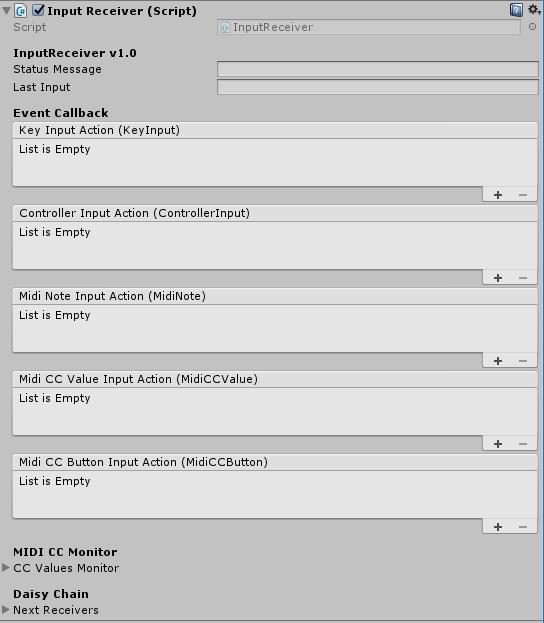 Input Receiver (Script)
Script InputReceiver
InputReceiver v1.0
Status Message
Last Input
Event Callback
Key Input Action (KeyInput)
List is Empty
+ −
Controller Input Action (ControllerInput)
List is Empty
+ −
Midi Note Input Action (MidiNote)
List is Empty
+ −
Midi CC Value Input Action (MidiCCValue)
List is Empty
+ −
Midi CC Button Input Action (MidiCCButton)
List is Empty
+ −
MIDI CC Monitor
CC Values Monitor
Daisy Chain
Next Receivers